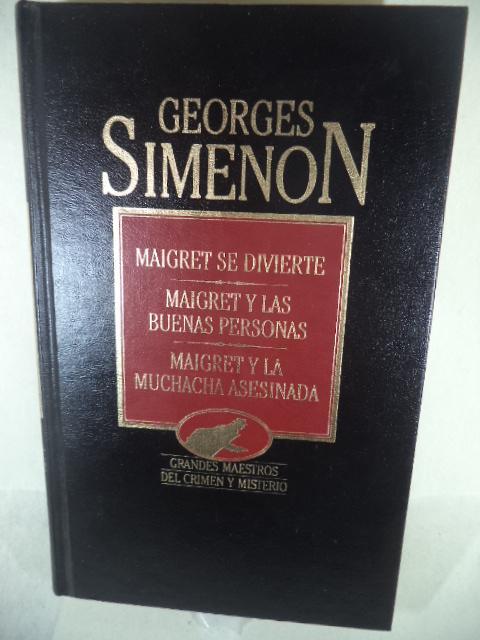 GEORGES
SIMENON
MAIGRET SE DIVIERTE
MAIGRET Y LAS
BUENAS PERSONAS
MAIGRET Y LA
MUCHACHA ASESINADA
GRANDES MAESTROS
DEL CRIMEN Y MISTERIO